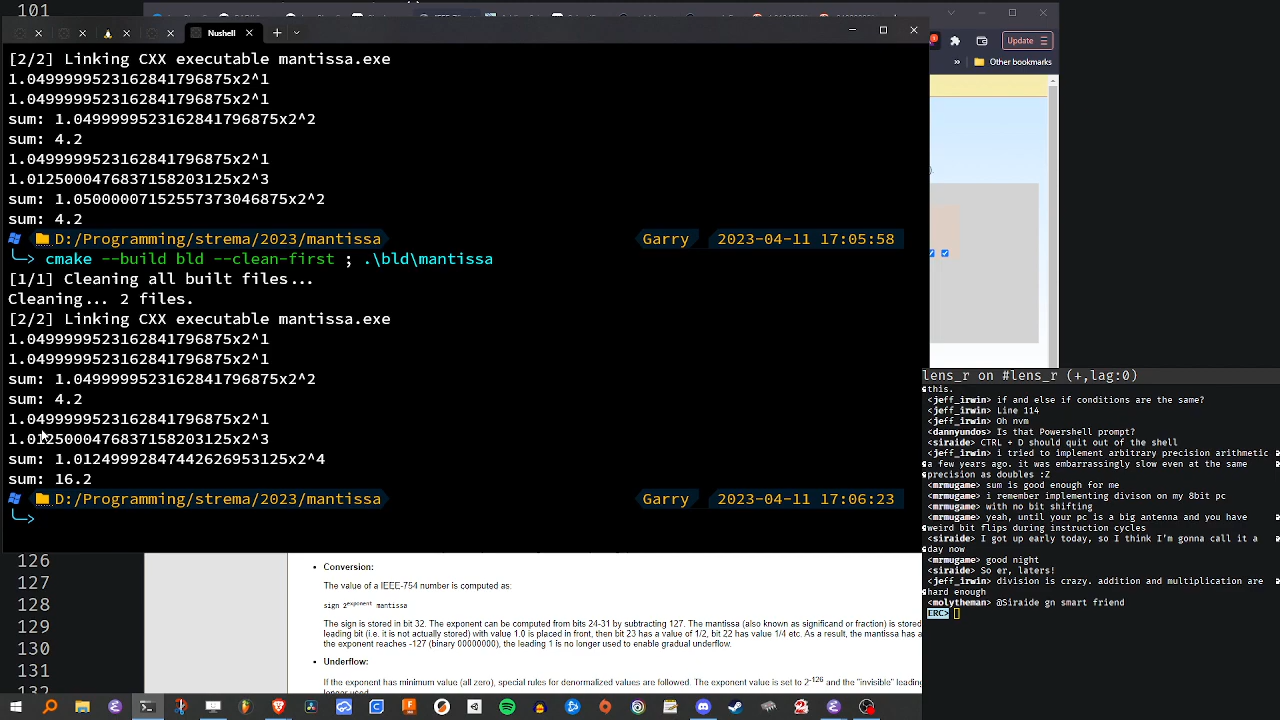 101
Nushell
Update
Other bookmarks
[2/2] Linking CXX executable mantissa.exe
1.0499999523162841796875x2^1
1.0499999523162841796875x2^1
sum: 1.0499999523162841796875x2^2
sum: 4.2
1.0499999523162841796875x2^1
1.0125000476837158203125x2^3
sum: 1.05000007152557373046875x2^2
sum: 4.2
D:/Programming/strema/2023/mantissa Garry 2023-04-11 17:05:58
cmake --build bld --clean-first ; .\bld\mantissa
[1/1] Cleaning all built files...
Cleaning... 2 files.
[2/2] Linking CXX executable mantissa.exe
1.0499999523162841796875x2^1
1.0499999523162841796875x2^1
sum: 1.0499999523162841796875x2^2
sum: 4.2
1.0499999523162841796875x2^1
1.0125000476837158203125x2^3
sum: 1.01249992847442626953125x2^4
sum: 16.2
D:/Programming/strema/2023/mantissa Garry 2023-04-11 17:06:23
lens_r on #lens_r (+,lag:0)
this.
<jeff_irwin> if and else if conditions are the same?
<jeff_irwin> Line 114
<jeff_irwin> Oh nvm
<dannyundos> Is that Powershell prompt?
<siraide> CTRL + D should quit out of the shell
<jeff_irwin> i tried to implement arbitrary precision arithmetic
a few years ago. it was embarrassingly slow even at the same
precision as doubles :Z
<mrmugame> sum is good enough for me
<mrmugame> i remember implementing divison on my 8bit pc
<mrmugame> with no bit shifting
<mrmugame> yeah, until your pc is a big antenna and you have
weird bit flips during instruction cycles
<siraide> I got up early today, so I think I'm gonna call it a
day now
<mrmugame> good night
<siraide> So er, laters!
<jeff_irwin> division is crazy. addition and multiplication are
hard enough
<molytheman> @Siraide gn smart friend
ERC>
126
127
128
129
130
131
132
Conversion:
The value of a IEEE-754 number is computed as:
sign 2exponent mantissa
The sign is stored in bit 32. The exponent can be computed from bits 24-31 by subtracting 127. The mantissa (also known as significand or fraction) is stored
leading bit (i.e. it is not actually stored) with value 1.0 is placed in front, then bit 23 has a value of 1/2, bit 22 has value 1/4 etc. As a result, the mantissa has a
the exponent reaches -127 (binary 00000000), the leading 1 is no longer used to enable gradual underflow.
Underflow:
If the exponent has minimum value (all zero), special rules for denormalized values are followed. The exponent value is set to 2-126 and the "invisible" leading
longer used